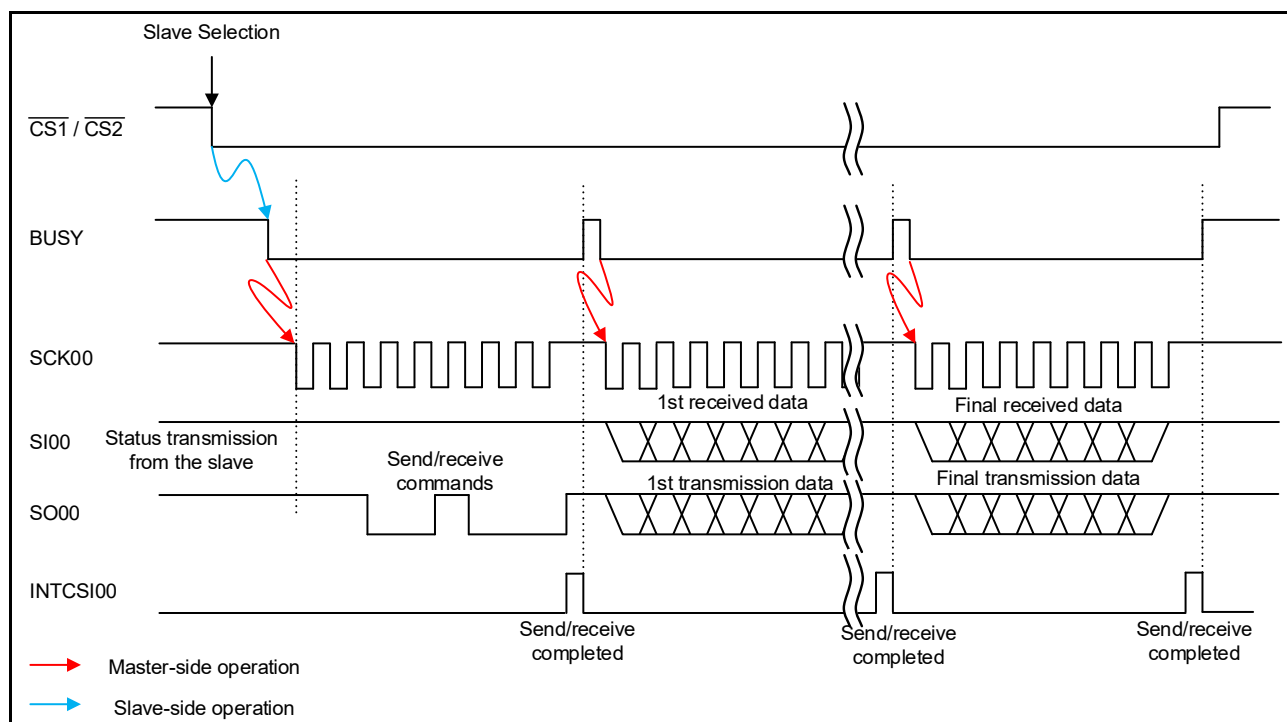 Slave Selection
CS1 / CS2
BUSY
SCK00
1st received data
Final received data
SI00
Status transmission
from the slave
Send/receive
commands
1st transmission data
Final transmission data
SO00
INTCSI00
Send/receive
completed
Send/receive
completed
Send/receive
completed
Master-side operation
Slave-side operation